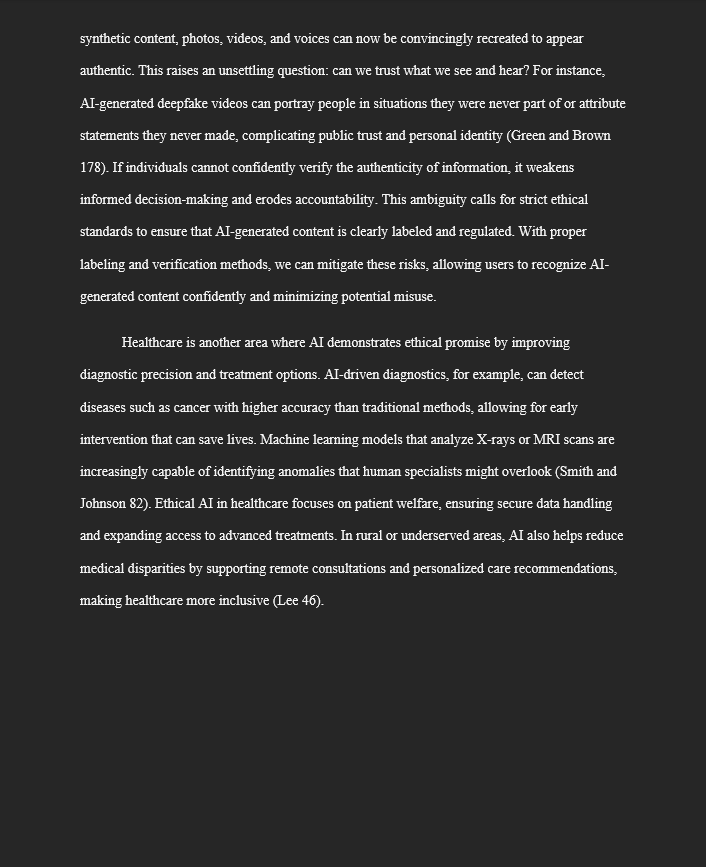 synthetic content, photos, videos, and voices can now be convincingly recreated to appear
authentic. This raises an unsettling question: can we trust what we see and hear? For instance,
AI-generated deepfake videos can portray people in situations they were never part of or attribute
statements they never made, complicating public trust and personal identity (Green and Brown
178). If individuals cannot confidently verify the authenticity of information, it weakens
informed decision-making and erodes accountability. This ambiguity calls for strict ethical
standards to ensure that AI-generated content is clearly labeled and regulated. With proper
labeling and verification methods, we can mitigate these risks, allowing users to recognize AI-
generated content confidently and minimizing potential misuse.
Healthcare is another area where AI demonstrates ethical promise by improving
diagnostic precision and treatment options. AI-driven diagnostics, for example, can detect
diseases such as cancer with higher accuracy than traditional methods, allowing for early
intervention that can save lives. Machine learning models that analyze X-rays or MRI scans are
increasingly capable of identifying anomalies that human specialists might overlook (Smith and
Johnson 82). Ethical AI in healthcare focuses on patient welfare, ensuring secure data handling
and expanding access to advanced treatments. In rural or underserved areas, AI also helps reduce
medical disparities by supporting remote consultations and personalized care recommendations,
making healthcare more inclusive (Lee 46).